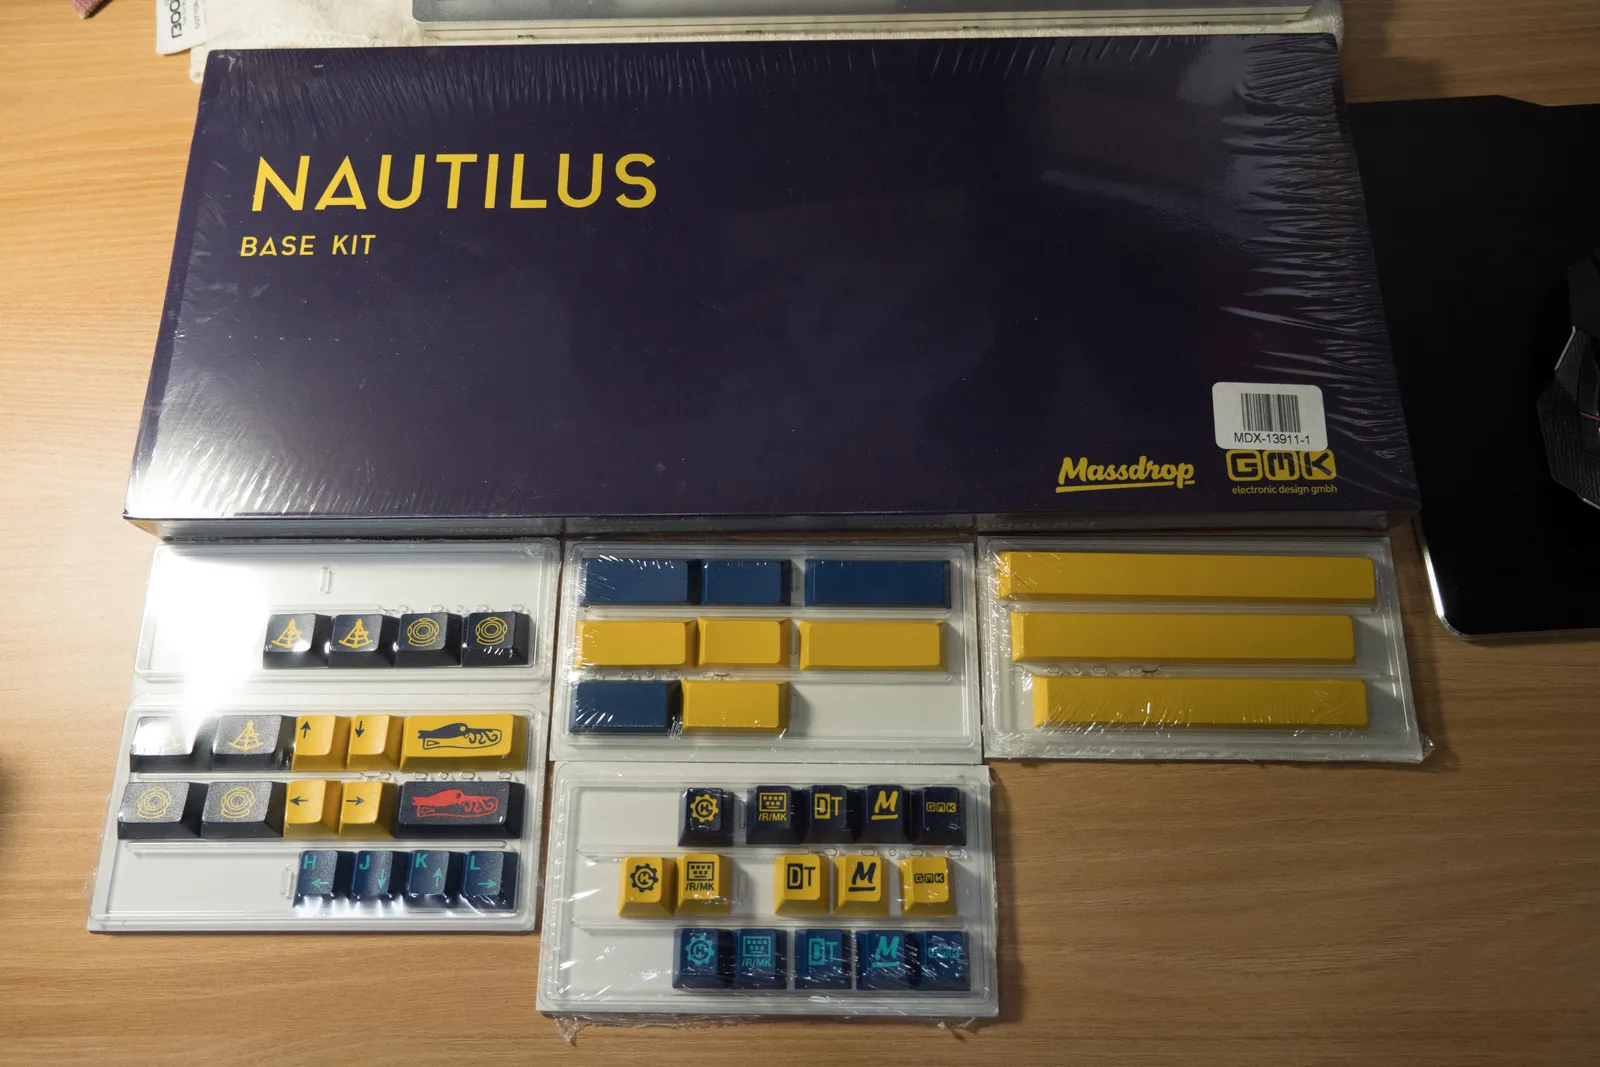 NAUTILUS
BASE KIT
MDX-13911-1
Massdrop
GMK
electronic design gmbh
H
J
K
L
/R/MK
DT
M
GMK
/R/MK
DT
M
GMK
/R/MK
DT
M
GMK